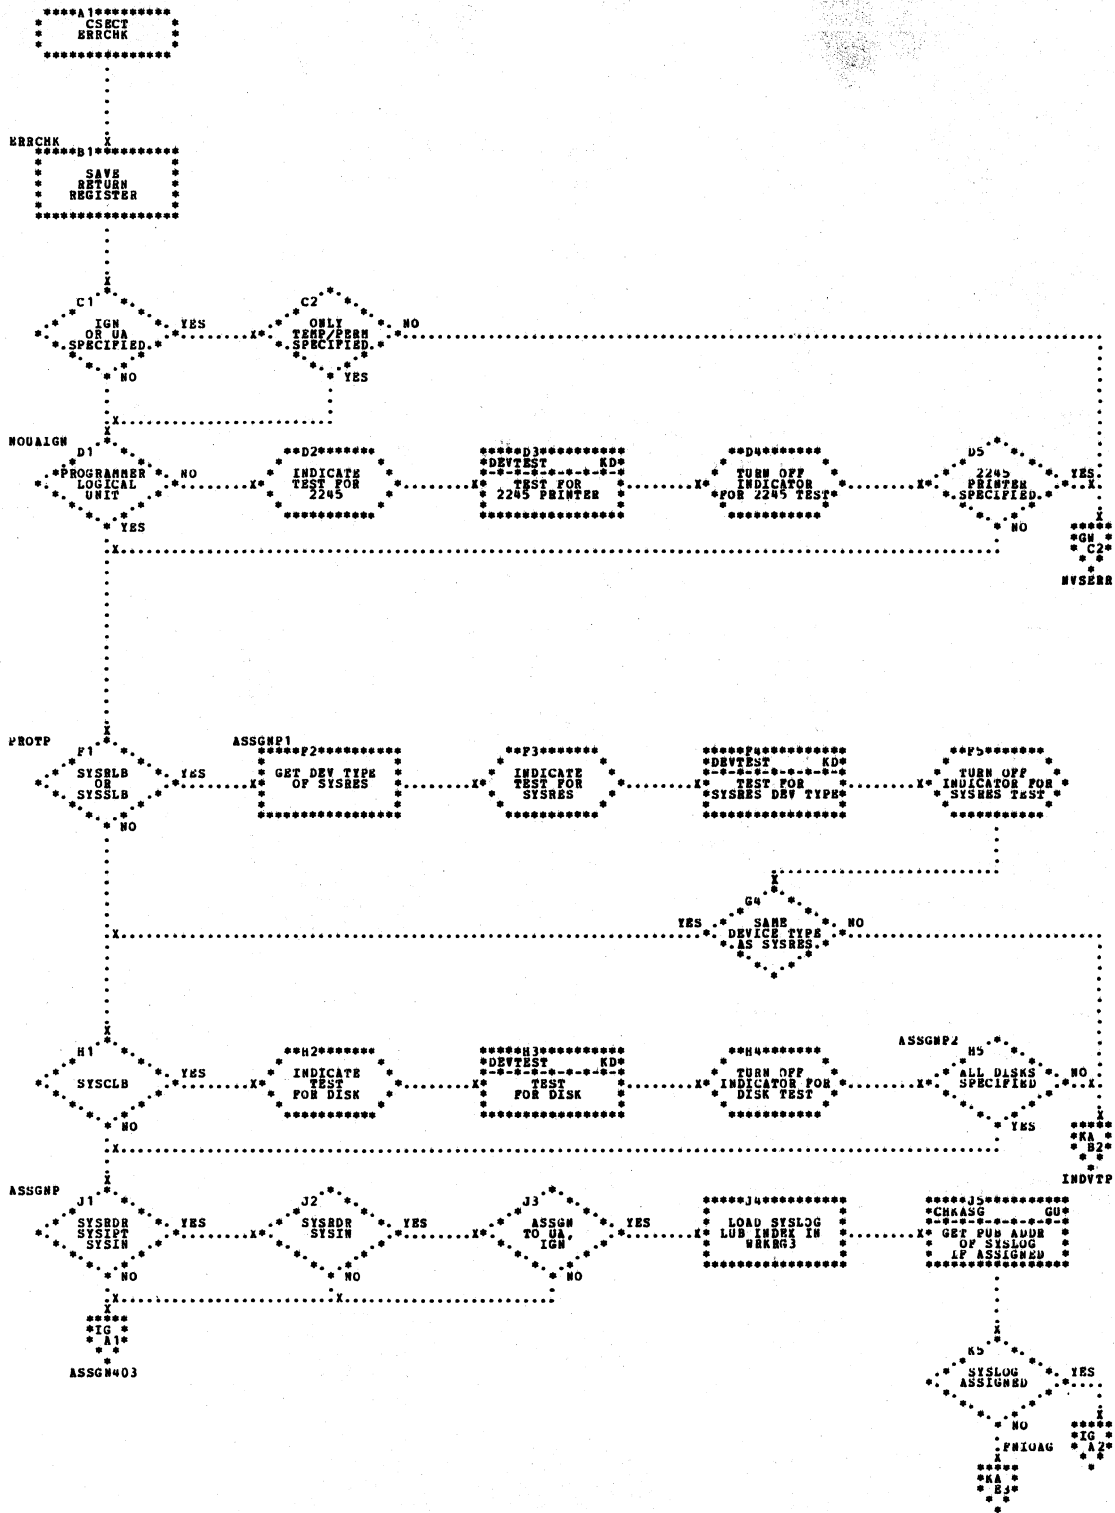 A1
CSECT
ERRCHK
ERRCHK
B1
SAVE
RETURN
REGISTER
C1
IGN
OR UA
SPECIFIED
YES
NO
C2
ONLY
TEMP/PERM
SPECIFIED
NO
YES
NOUAIGN
D1
PROGRAMMER
LOGICAL
UNIT
NO
YES
D2
INDICATE
TEST FOR
2245
D3
DEVTEST KD
TEST FOR
2245 PRINTER
D4
TURN OFF
INDICATOR
FOR 2245 TEST
D5
2245
PRINTER
SPECIFIED
YES
NO
GW
C2
NVSERR
PROTP
F1
SYSRLB
OR
SYSSLB
YES
NO
ASSGNP1
F2
GET DEV TYPE
OF SYSRES
F3
INDICATE
TEST FOR
SYSRES
F4
DEVTEST KD
TEST FOR
SYSRES DEV TYPE
F5
TURN OFF
INDICATOR FOR
SYSRES TEST
G4
SAME
DEVICE TYPE
AS SYSRES
YES
NO
H1
SYSCLB
YES
NO
H2
INDICATE
TEST
FOR DISK
H3
DEVTEST KD
TEST
FOR DISK
H4
TURN OFF
INDICATOR FOR
DISK TEST
ASSGNP2
H5
ALL DISKS
SPECIFIED
NO
YES
KA
B2
INDVTP
ASSGNP
J1
SYSRDR
SYSIPT
SYSIN
YES
NO
J2
SYSRDR
SYSIN
YES
NO
J3
ASSGN
TO UA,
IGN
YES
NO
J4
LOAD SYSLOG
LUB INDEX IN
WRKRG3
J5
CHKASG GU
GET PUB ADDR
OF SYSLOG
IF ASSIGNED
IG
A1
ASSGN403
K5
SYSLOG
ASSIGNED
YES
NO
IG
A2
PNIOAG
KA
E3